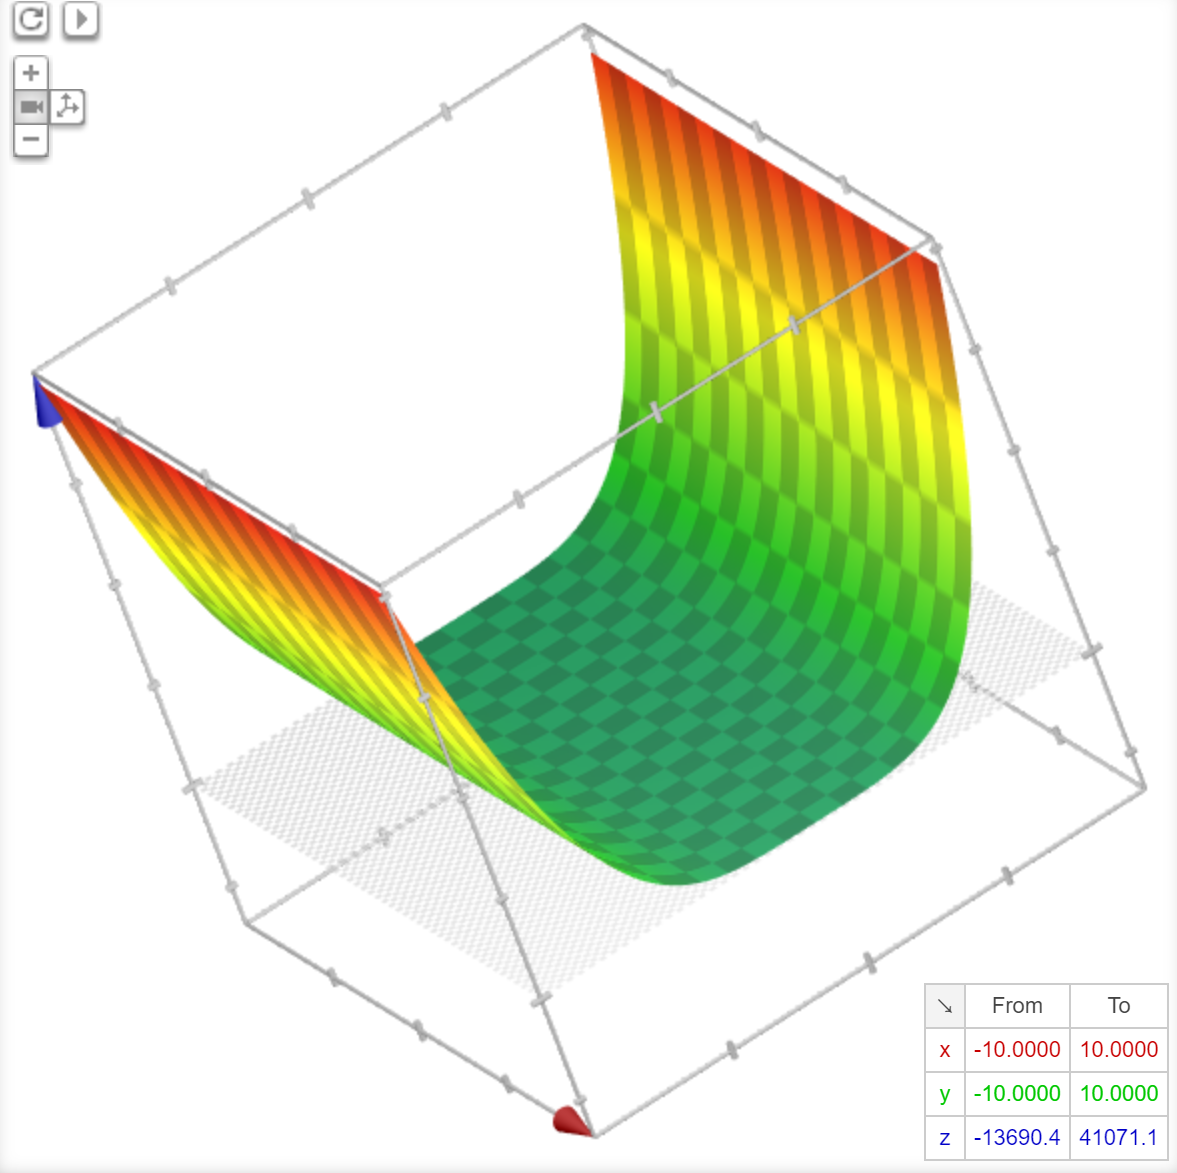 +
−
↘ From To
x -10.0000 10.0000
y -10.0000 10.0000
z -13690.4 41071.1